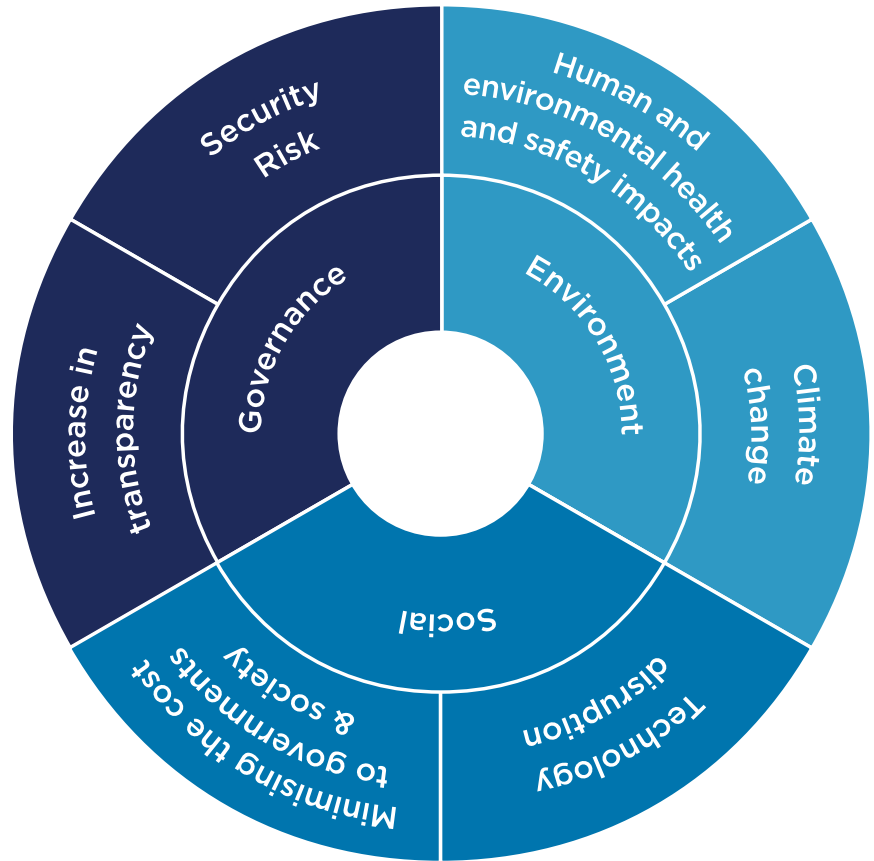 Human and
environmental health
and safety impacts
Environment
Climate
change
Technology
disruption
Social
Minimising the cost
to governments
& society
Governance
Increase in
transparency
Security
Risk